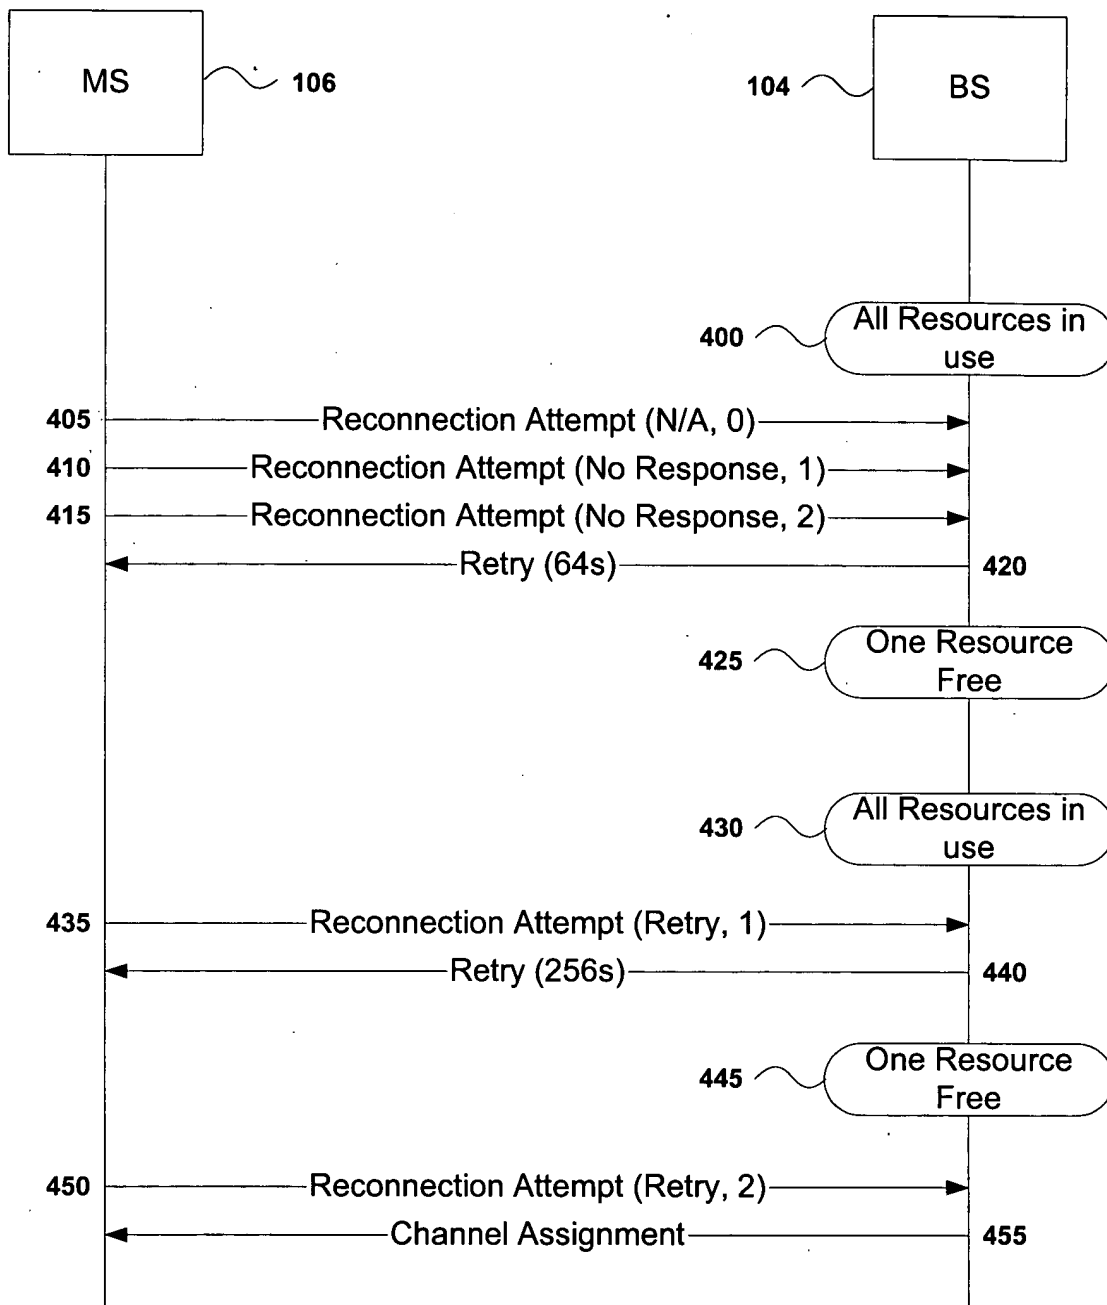 MS
106
104
BS
400
All Resources in
use
405
Reconnection Attempt (N/A, 0)
410
Reconnection Attempt (No Response, 1)
415
Reconnection Attempt (No Response, 2)
Retry (64s)
420
425
One Resource
Free
430
All Resources in
use
435
Reconnection Attempt (Retry, 1)
Retry (256s)
440
445
One Resource
Free
450
Reconnection Attempt (Retry, 2)
Channel Assignment
455